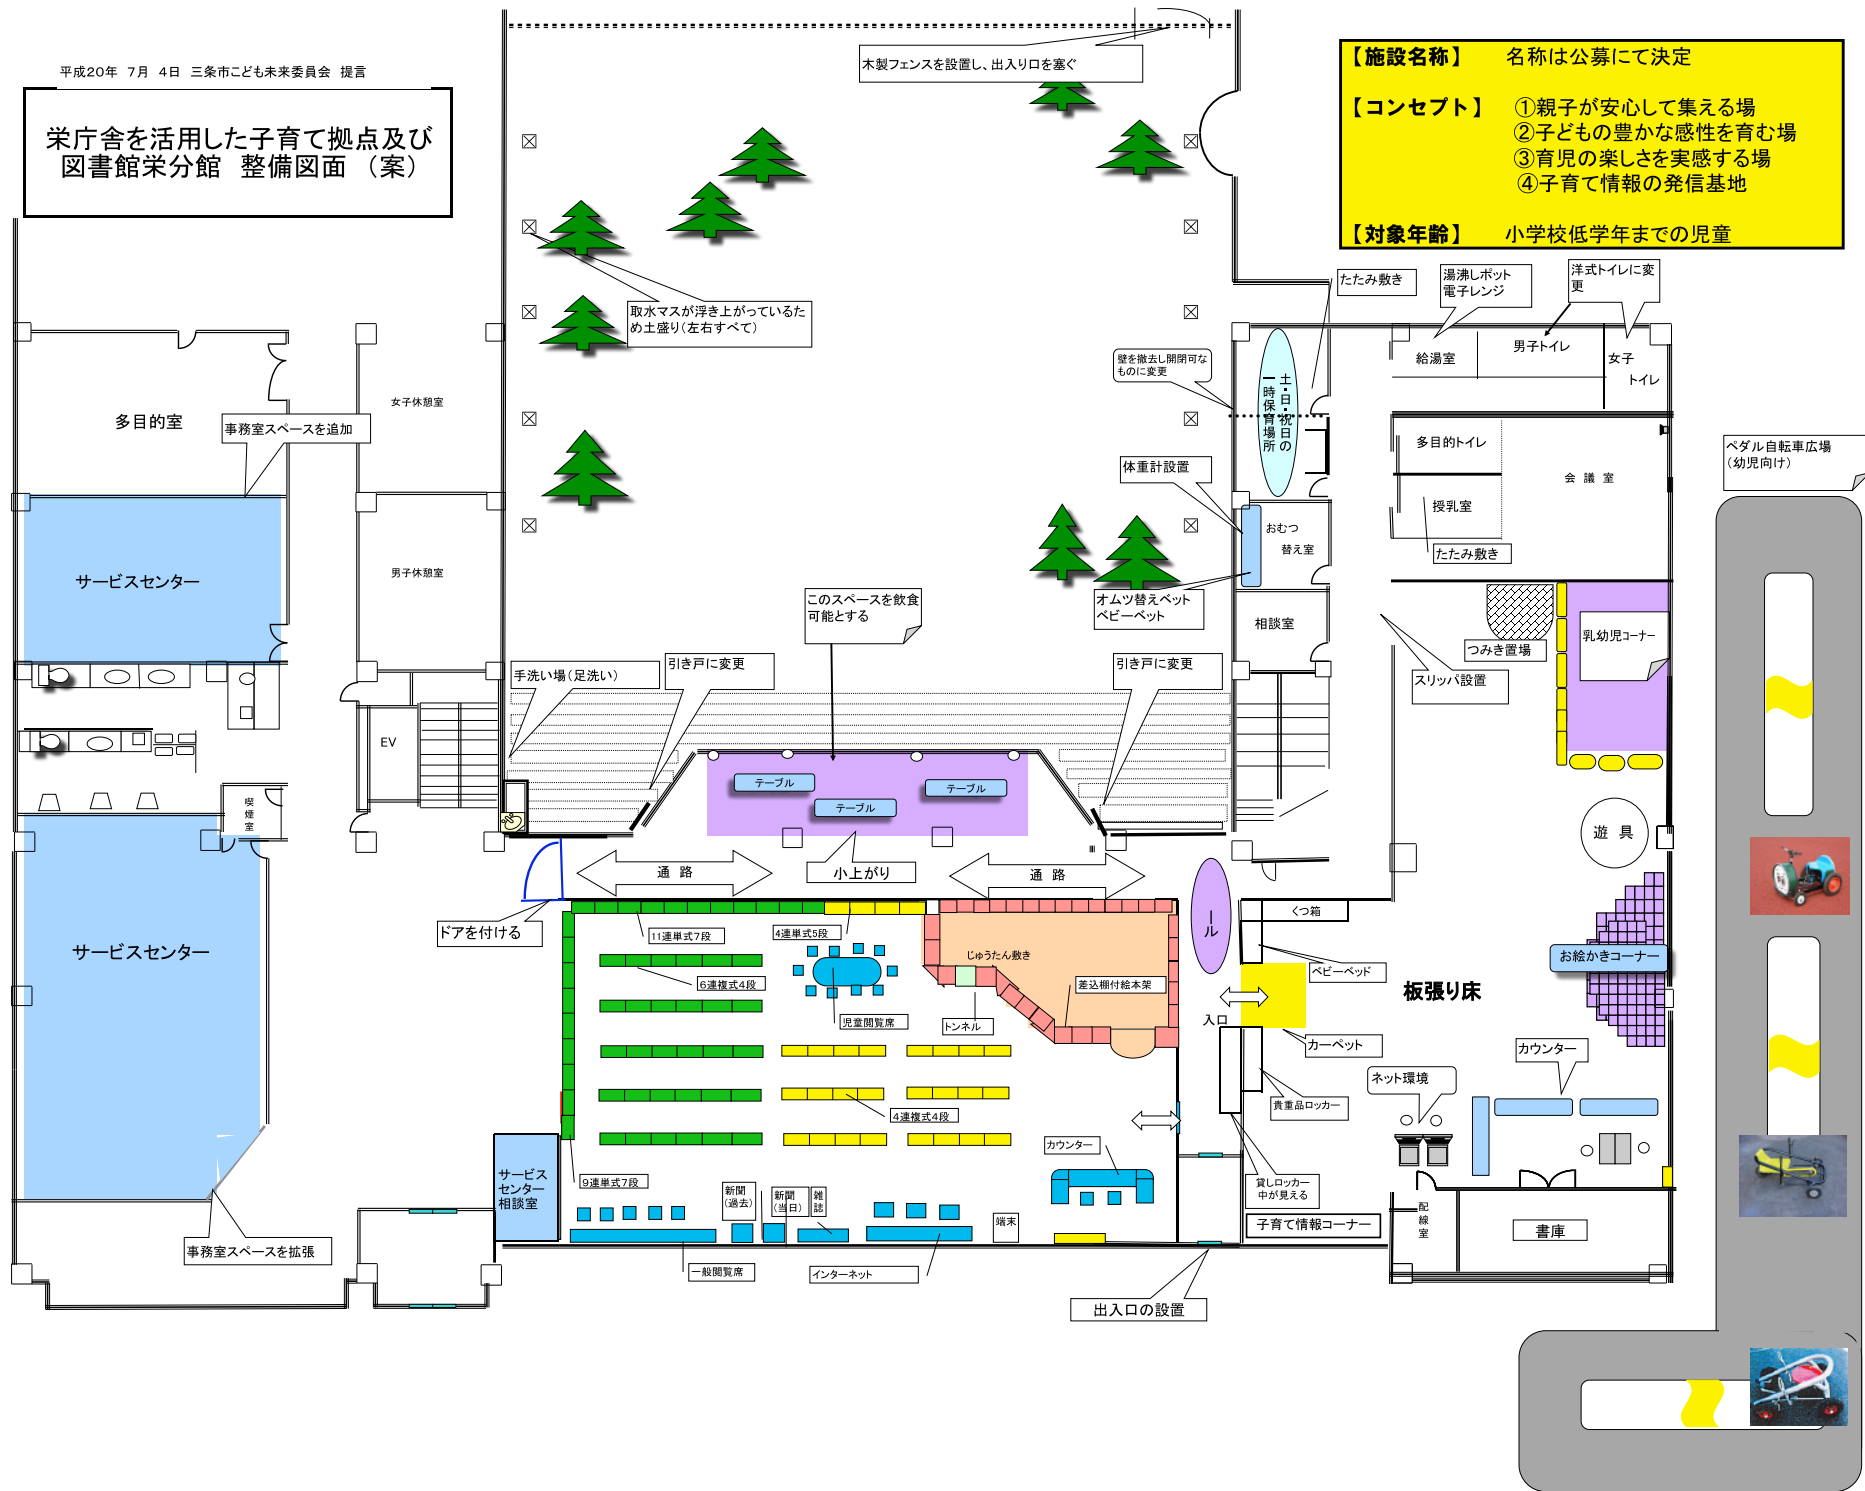 平成20年 7月 4日 三条市こども未来委員会 提言
栄庁舎を活用した子育て拠点及び
図書館栄分館 整備図面 （案）
木製フェンスを設置し、出入り口を塞ぐ
【施設名称】 名称は公募にて決定
【コンセプト】 ①親子が安心して集える場
②子どもの豊かな感性を育む場
③育児の楽しさを実感する場
④子育て情報の発信基地
【対象年齢】 小学校低学年までの児童
たたみ敷き
湯沸しポット
電子レンジ
洋式トイレに変
更
取水マスが浮き上がっているた
め土盛り(左右すべて)
壁を撤去し開閉可な
ものに変更
土・日・祝日の
一時保育場所
給湯室
男子トイレ
女子
トイレ
多目的室
事務室スペースを追加
女子休憩室
多目的トイレ
会 議 室
ペダル自転車広場
(幼児向け)
体重計設置
授乳室
たたみ敷き
おむつ
替え室
サービスセンター
男子休憩室
このスペースを飲食
可能とする
オムツ替えベット
ベビーベット
相談室
つみき置場
乳幼児コーナー
スリッパ設置
手洗い場(足洗い)
引き戸に変更
引き戸に変更
EV
テーブル
テーブル
テーブル
喫
煙
室
遊 具
通 路
小上がり
通 路
ドアを付ける
11連単式7段
4連単式5段
じゅうたん敷き
ール
くつ箱
サービスセンター
6連複式4段
差込棚付絵本架
ベビーベッド
お絵かきコーナー
板張り床
児童閲覧席
トンネル
入口
カーペット
カウンター
ネット環境
4連複式4段
貴重品ロッカー
カウンター
サービス
センター
相談室
9連単式7段
新聞
(過去)
新聞
(当日)
雑
誌
端末
貸しロッカー
中が見える
子育て情報コーナー
配
線
室
書庫
事務室スペースを拡張
一般閲覧席
インターネット
出入口の設置